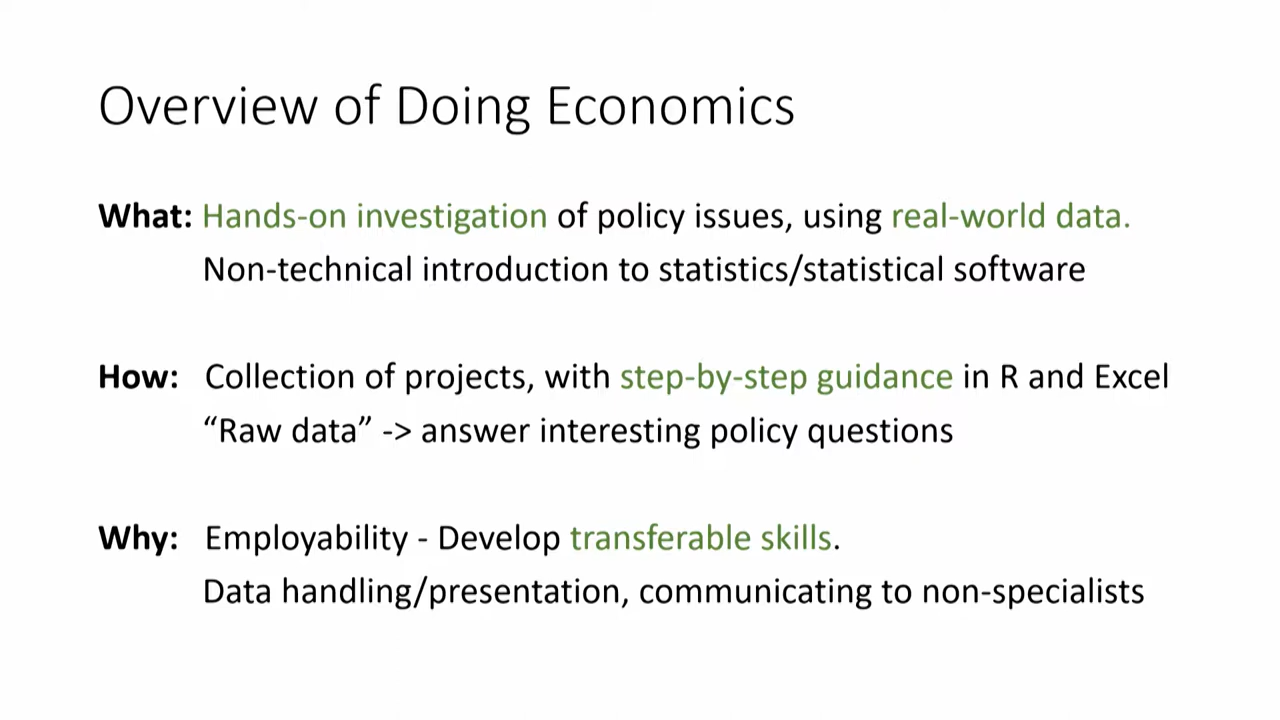 Overview of Doing Economics
What: Hands-on investigation of policy issues, using real-world data.
Non-technical introduction to statistics/statistical software
How: Collection of projects, with step-by-step guidance in R and Excel
“Raw data” -> answer interesting policy questions
Why: Employability - Develop transferable skills.
Data handling/presentation, communicating to non-specialists